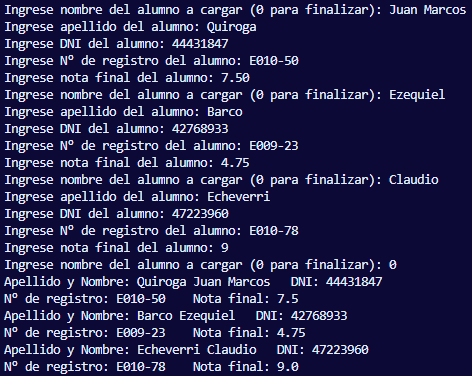 Ingrese nombre del alumno a cargar (0 para finalizar): Juan Marcos
Ingrese apellido del alumno: Quiroga
Ingrese DNI del alumno: 44431847
Ingrese Nº de registro del alumno: E010-50
Ingrese nota final del alumno: 7.50
Ingrese nombre del alumno a cargar (0 para finalizar): Ezequiel
Ingrese apellido del alumno: Barco
Ingrese DNI del alumno: 42768933
Ingrese Nº de registro del alumno: E009-23
Ingrese nota final del alumno: 4.75
Ingrese nombre del alumno a cargar (0 para finalizar): Claudio
Ingrese apellido del alumno: Echeverri
Ingrese DNI del alumno: 47223960
Ingrese Nº de registro del alumno: E010-78
Ingrese nota final del alumno: 9
Ingrese nombre del alumno a cargar (0 para finalizar): 0
Apellido y Nombre: Quiroga Juan Marcos   DNI: 44431847
Nº de registro: E010-50    Nota final: 7.5
Apellido y Nombre: Barco Ezequiel   DNI: 42768933
Nº de registro: E009-23    Nota final: 4.75
Apellido y Nombre: Echeverri Claudio   DNI: 47223960
Nº de registro: E010-78    Nota final: 9.0